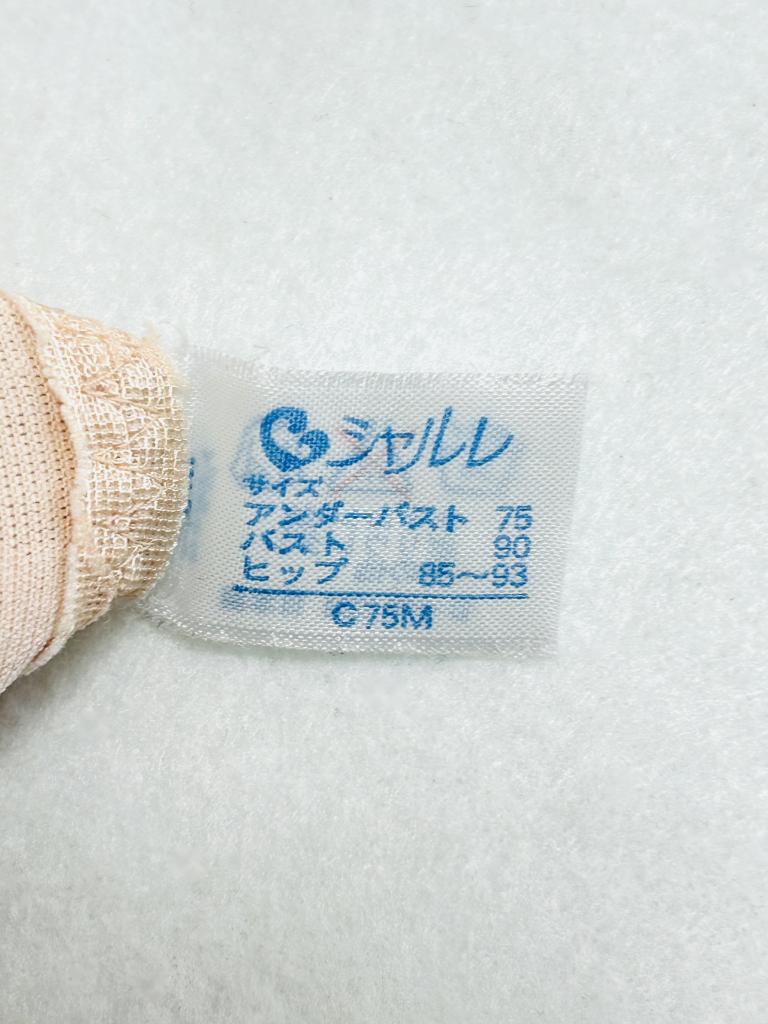 シャルレ
サイズ
アンダーバスト 75
バスト 90
ヒップ 85〜93
C75M